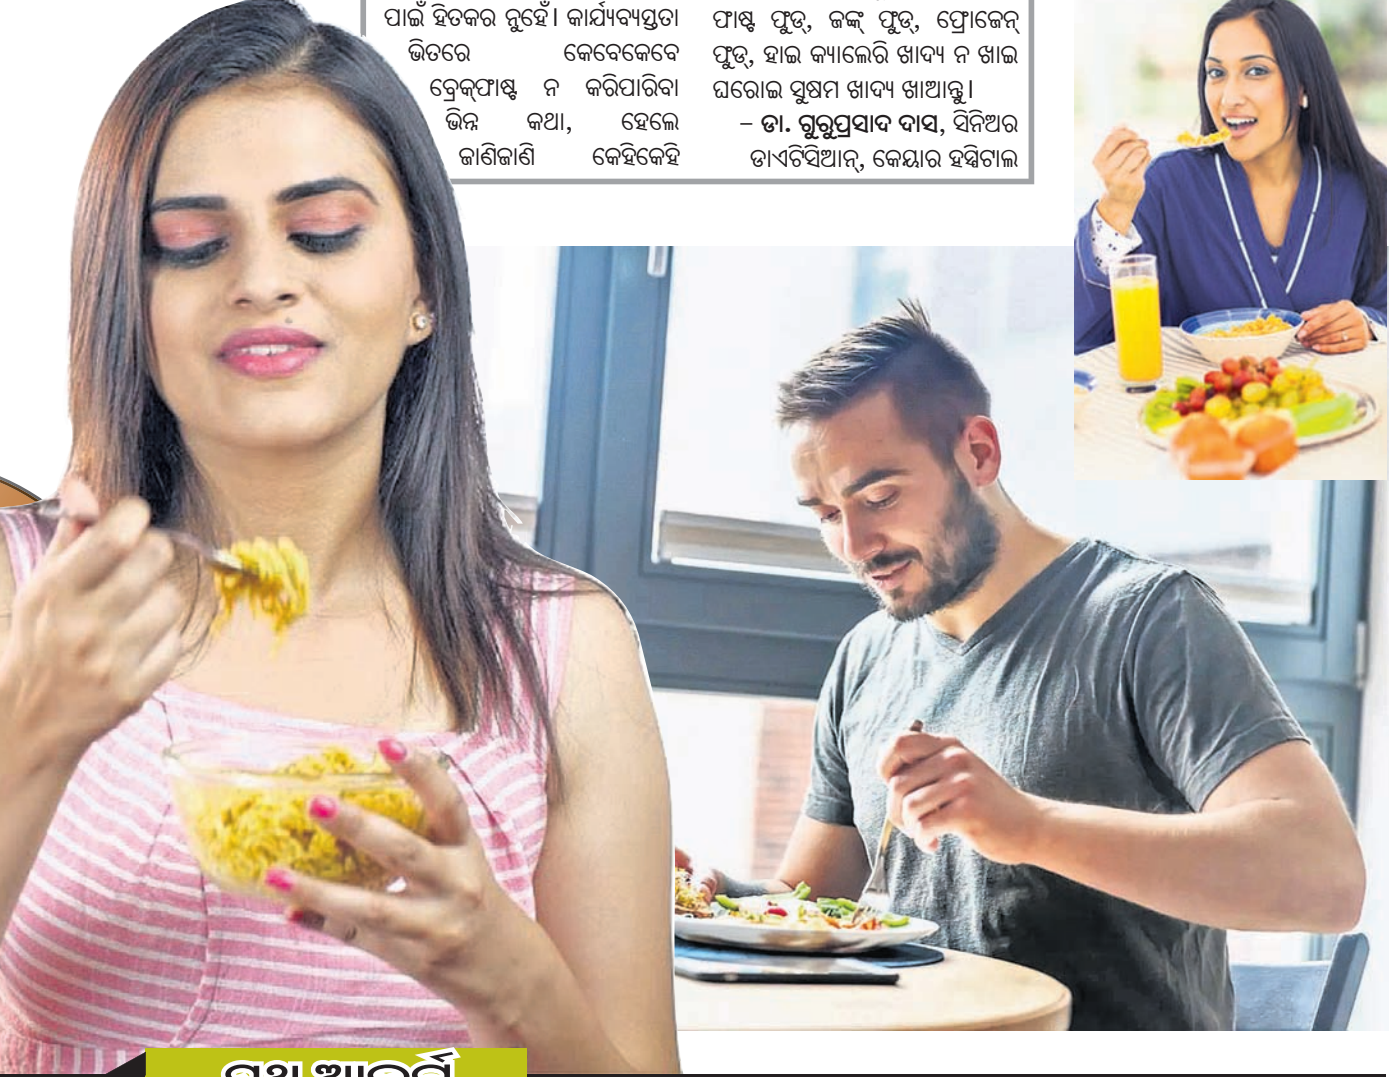 ପାଇଁ ହିତକର ନୁହେଁ। କାର୍ଯ୍ୟବ୍ୟସ୍ତତା
ଭିତରେ କେବେକେବେ
ବ୍ରେକ୍‌ଫାଷ୍ଟ ନ କରିପାରିବା
ଭିନ୍ନ କଥା, ହେଲେ
ଜାଣିଜାଣି କେହିକେହି
ଫାଷ୍ଟ ଫୁଡ୍, ଜଙ୍କ୍ ଫୁଡ୍, ଫ୍ରୋଜେନ୍
ଫୁଡ୍, ହାଇ କ୍ୟାଲେରି ଖାଦ୍ୟ ନ ଖାଇ
ଘରୋଇ ସୁଷମ ଖାଦ୍ୟ ଖାଆନ୍ତୁ।
– ଡା. ଗୁରୁପ୍ରସାଦ ଦାସ, ସିନିଅର
ଡାଏଟିସିଆନ୍, କେୟାର ହସ୍ପିଟାଲ